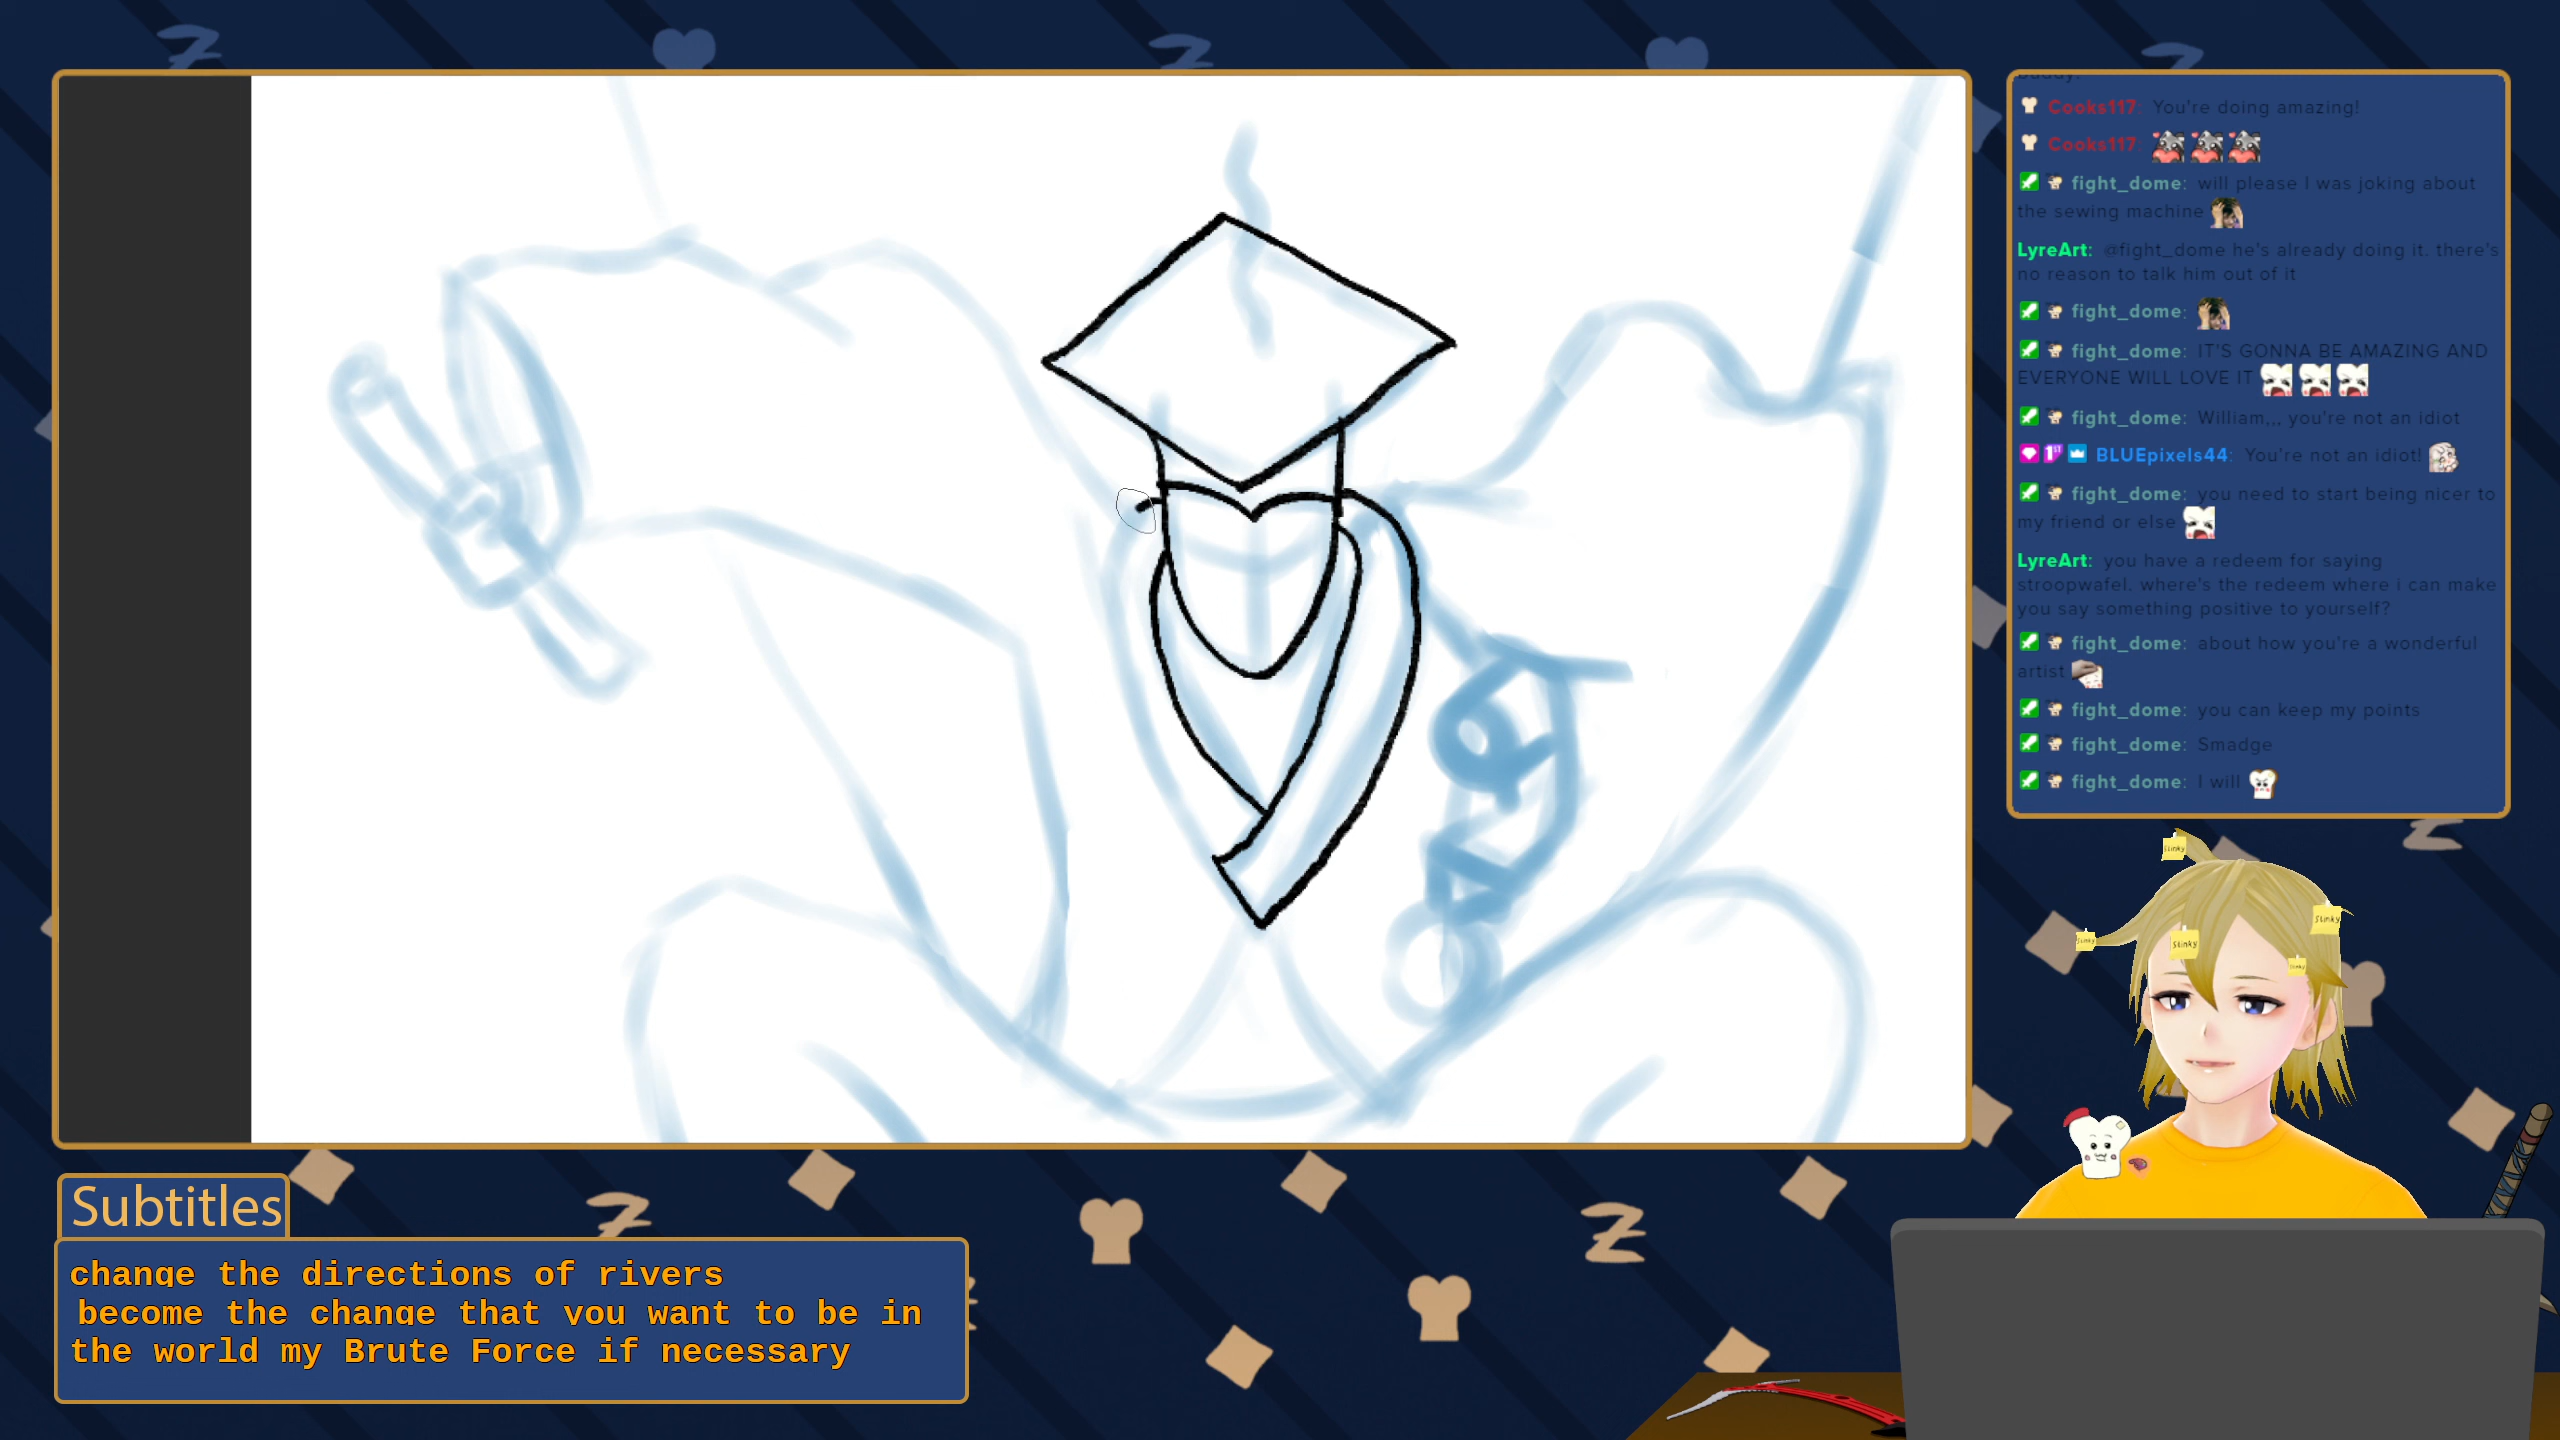 Cooks117: You're doing amazing!
Cooks117:
fight_dome: will please I was joking about
the sewing machine
LyreArt: @fight_dome he's already doing it. there's
no reason to talk him out of it
fight_dome:
fight_dome: IT'S GONNA BE AMAZING AND
EVERYONE WILL LOVE IT
fight_dome: William,,, you're not an idiot
BLUEpixels44: You're not an idiot!
fight_dome: you need to start being nicer to
my friend or else
LyreArt: you have a redeem for saying
stroopwafel. where's the redeem where i can make
you say something positive to yourself?
fight_dome: about how you're a wonderful
artist
fight_dome: you can keep my points
fight_dome: Smadge
fight_dome: I will
Slinky
Slinky
Slinky
Slinky
Subtitles
change the directions of rivers
become the change that you want to be in
the world my Brute Force if necessary